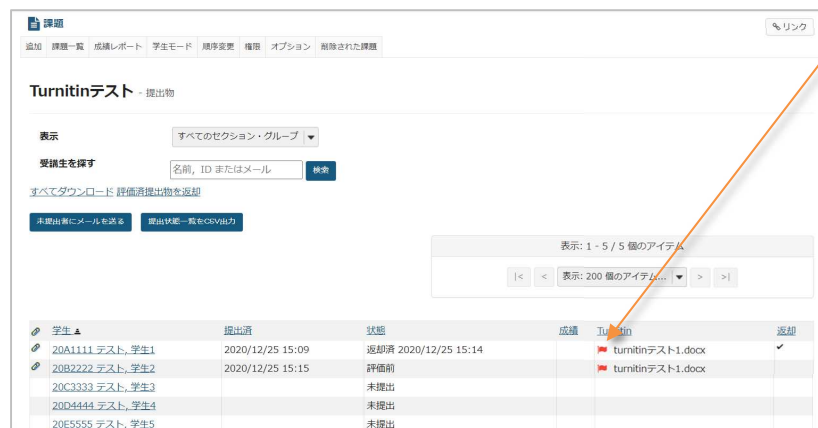 課題
リンク
追加 課題一覧 成績レポート 学生モード 順序変更 権限 オプション 削除された課題
Turnitinテスト - 提出物
表示 すべてのセクション・グループ
受講生を探す 名前, ID またはメール 検索
すべてダウンロード 評価済提出物を返却
未提出者にメールを送る 提出状態一覧をCSV出力
表示: 1 - 5 / 5 個のアイテム
|< < 表示: 200 個のアイテム... > >|
学生 提出済 状態 成績 Turnitin 返却
20A1111 テスト, 学生1 2020/12/25 15:09 返却済 2020/12/25 15:14 turnitinテスト1.docx ✔
20B2222 テスト, 学生2 2020/12/25 15:15 評価前 turnitinテスト1.docx
20C3333 テスト, 学生3 未提出
20D4444 テスト, 学生4 未提出
20E5555 テスト, 学生5 未提出